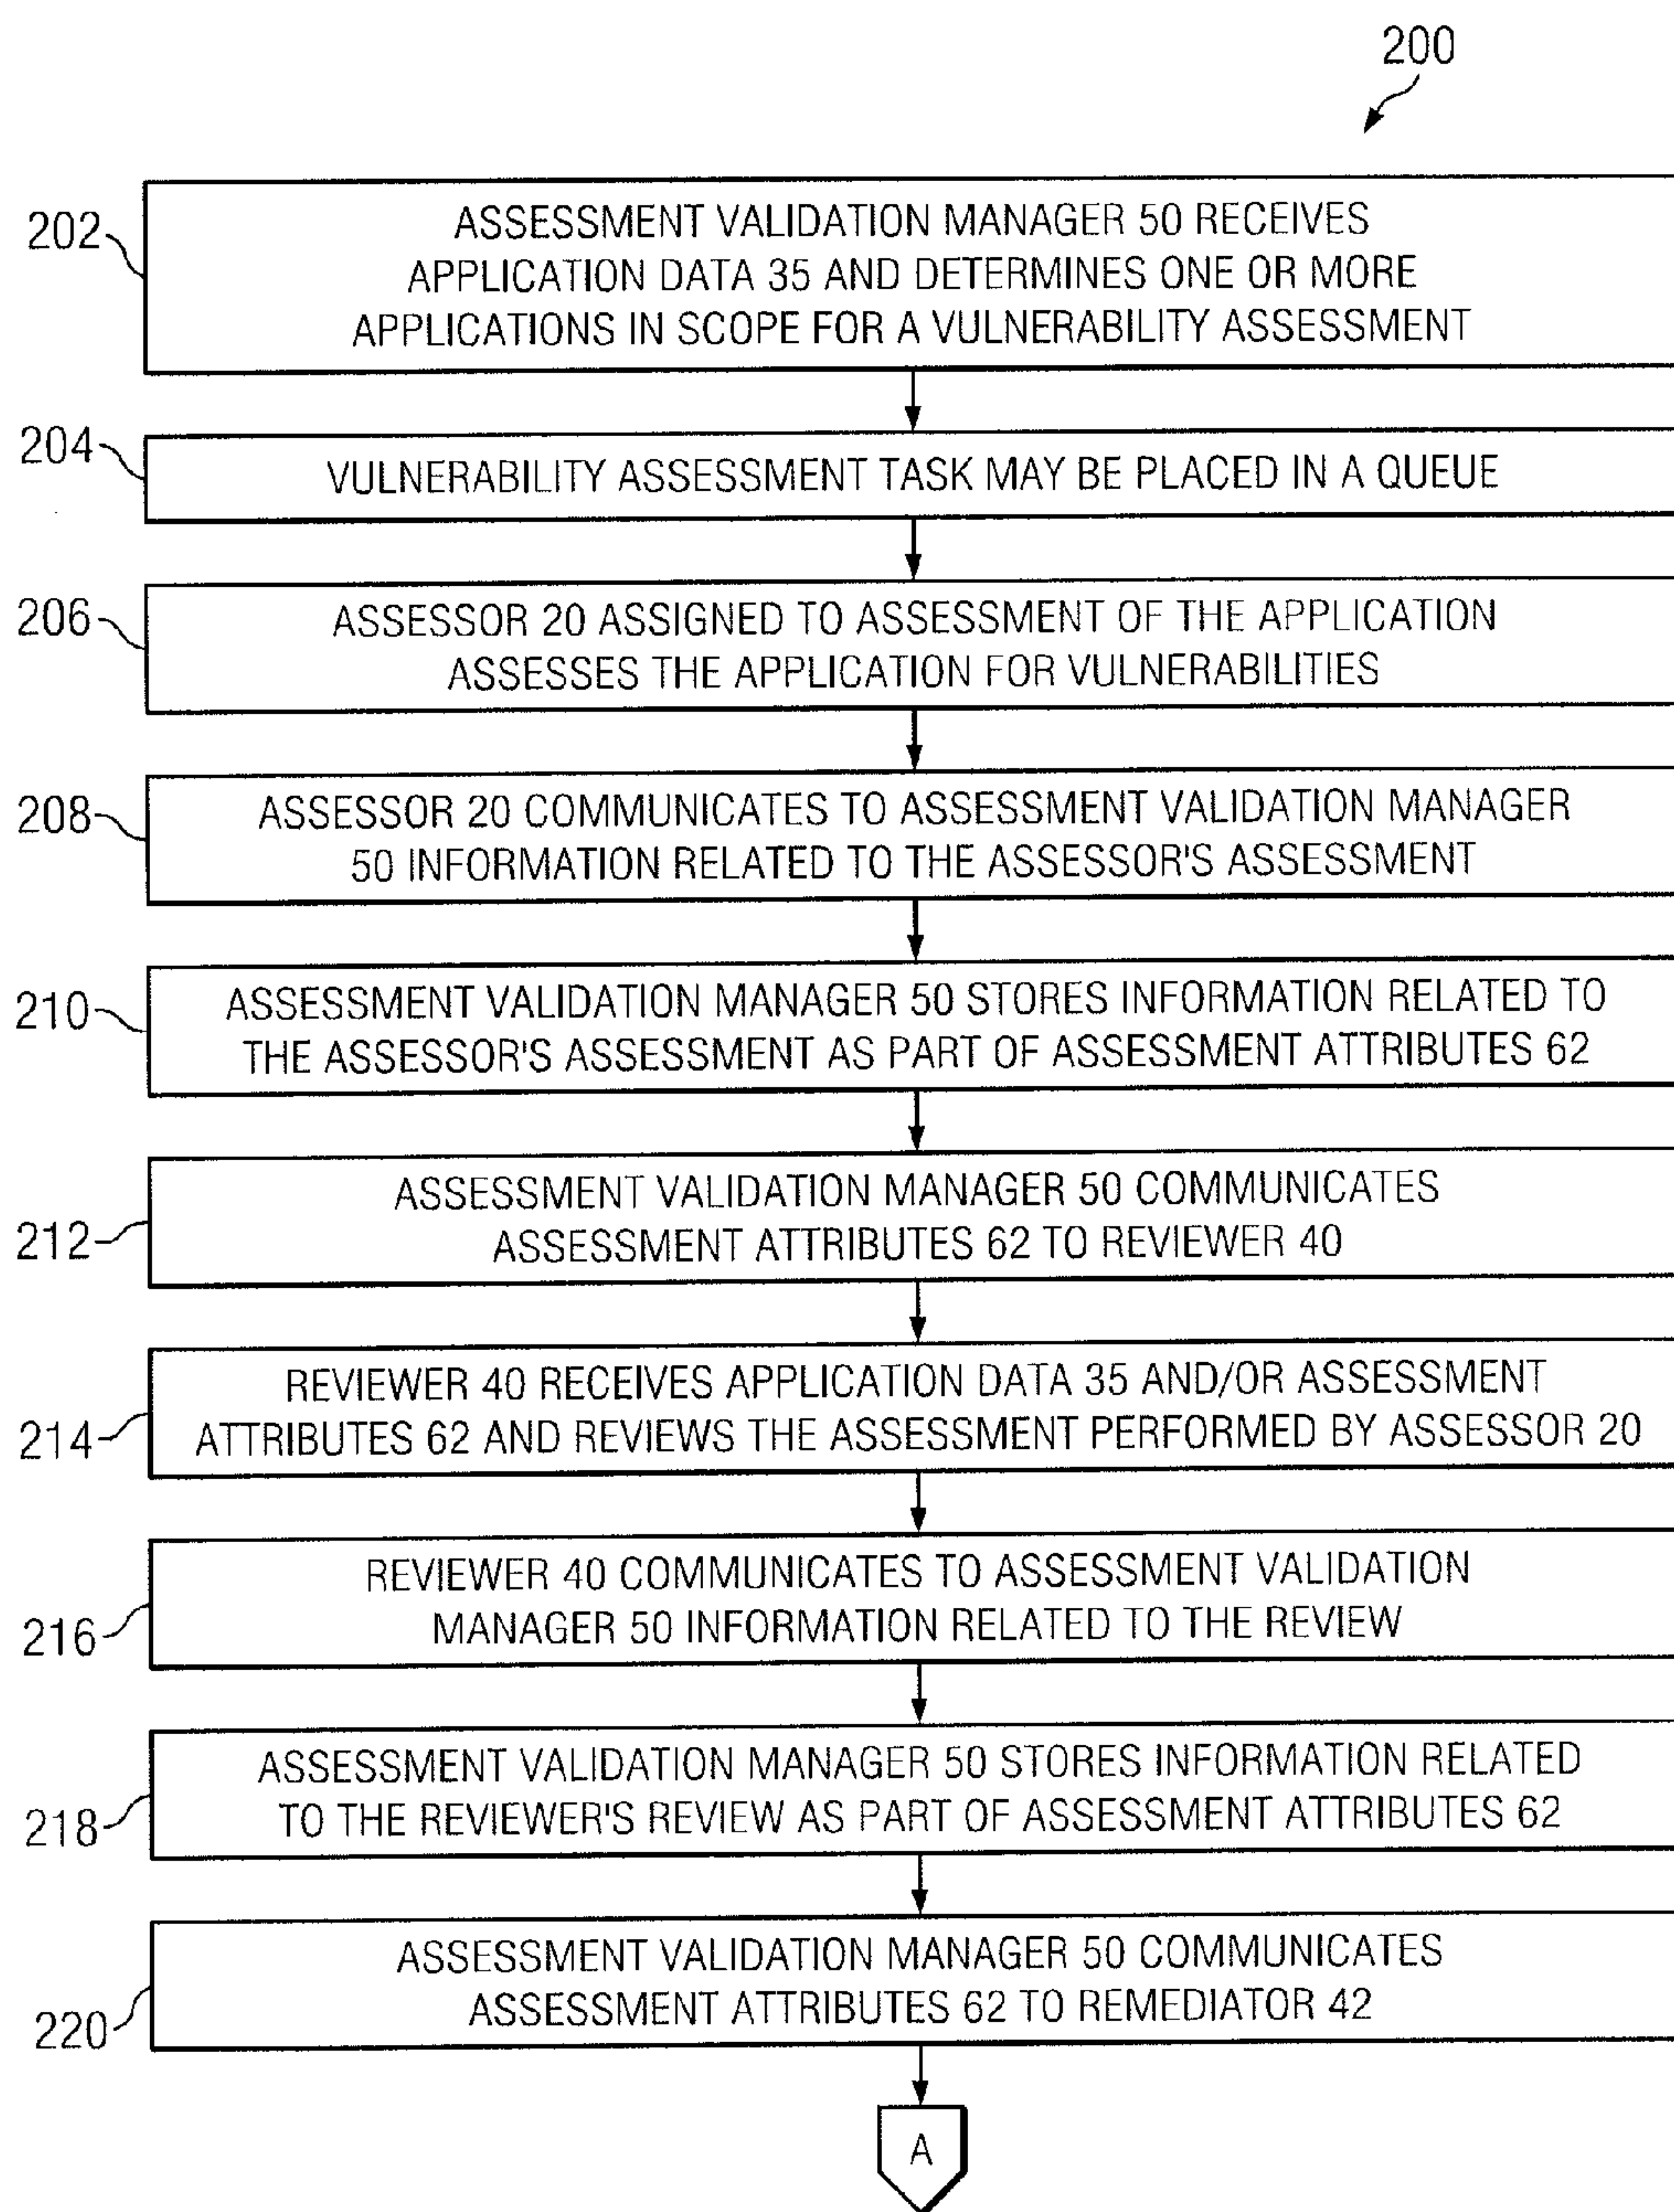 200
202
ASSESSMENT VALIDATION MANAGER 50 RECEIVES
APPLICATION DATA 35 AND DETERMINES ONE OR MORE
APPLICATIONS IN SCOPE FOR A VULNERABILITY ASSESSMENT
204
VULNERABILITY ASSESSMENT TASK MAY BE PLACED IN A QUEUE
206
ASSESSOR 20 ASSIGNED TO ASSESSMENT OF THE APPLICATION
ASSESSES THE APPLICATION FOR VULNERABILITIES
208
ASSESSOR 20 COMMUNICATES TO ASSESSMENT VALIDATION MANAGER
50 INFORMATION RELATED TO THE ASSESSOR'S ASSESSMENT
210
ASSESSMENT VALIDATION MANAGER 50 STORES INFORMATION RELATED TO
THE ASSESSOR'S ASSESSMENT AS PART OF ASSESSMENT ATTRIBUTES 62
212
ASSESSMENT VALIDATION MANAGER 50 COMMUNICATES
ASSESSMENT ATTRIBUTES 62 TO REVIEWER 40
214
REVIEWER 40 RECEIVES APPLICATION DATA 35 AND/OR ASSESSMENT
ATTRIBUTES 62 AND REVIEWS THE ASSESSMENT PERFORMED BY ASSESSOR 20
216
REVIEWER 40 COMMUNICATES TO ASSESSMENT VALIDATION
MANAGER 50 INFORMATION RELATED TO THE REVIEW
218
ASSESSMENT VALIDATION MANAGER 50 STORES INFORMATION RELATED
TO THE REVIEWER'S REVIEW AS PART OF ASSESSMENT ATTRIBUTES 62
220
ASSESSMENT VALIDATION MANAGER 50 COMMUNICATES
ASSESSMENT ATTRIBUTES 62 TO REMEDIATOR 42
A